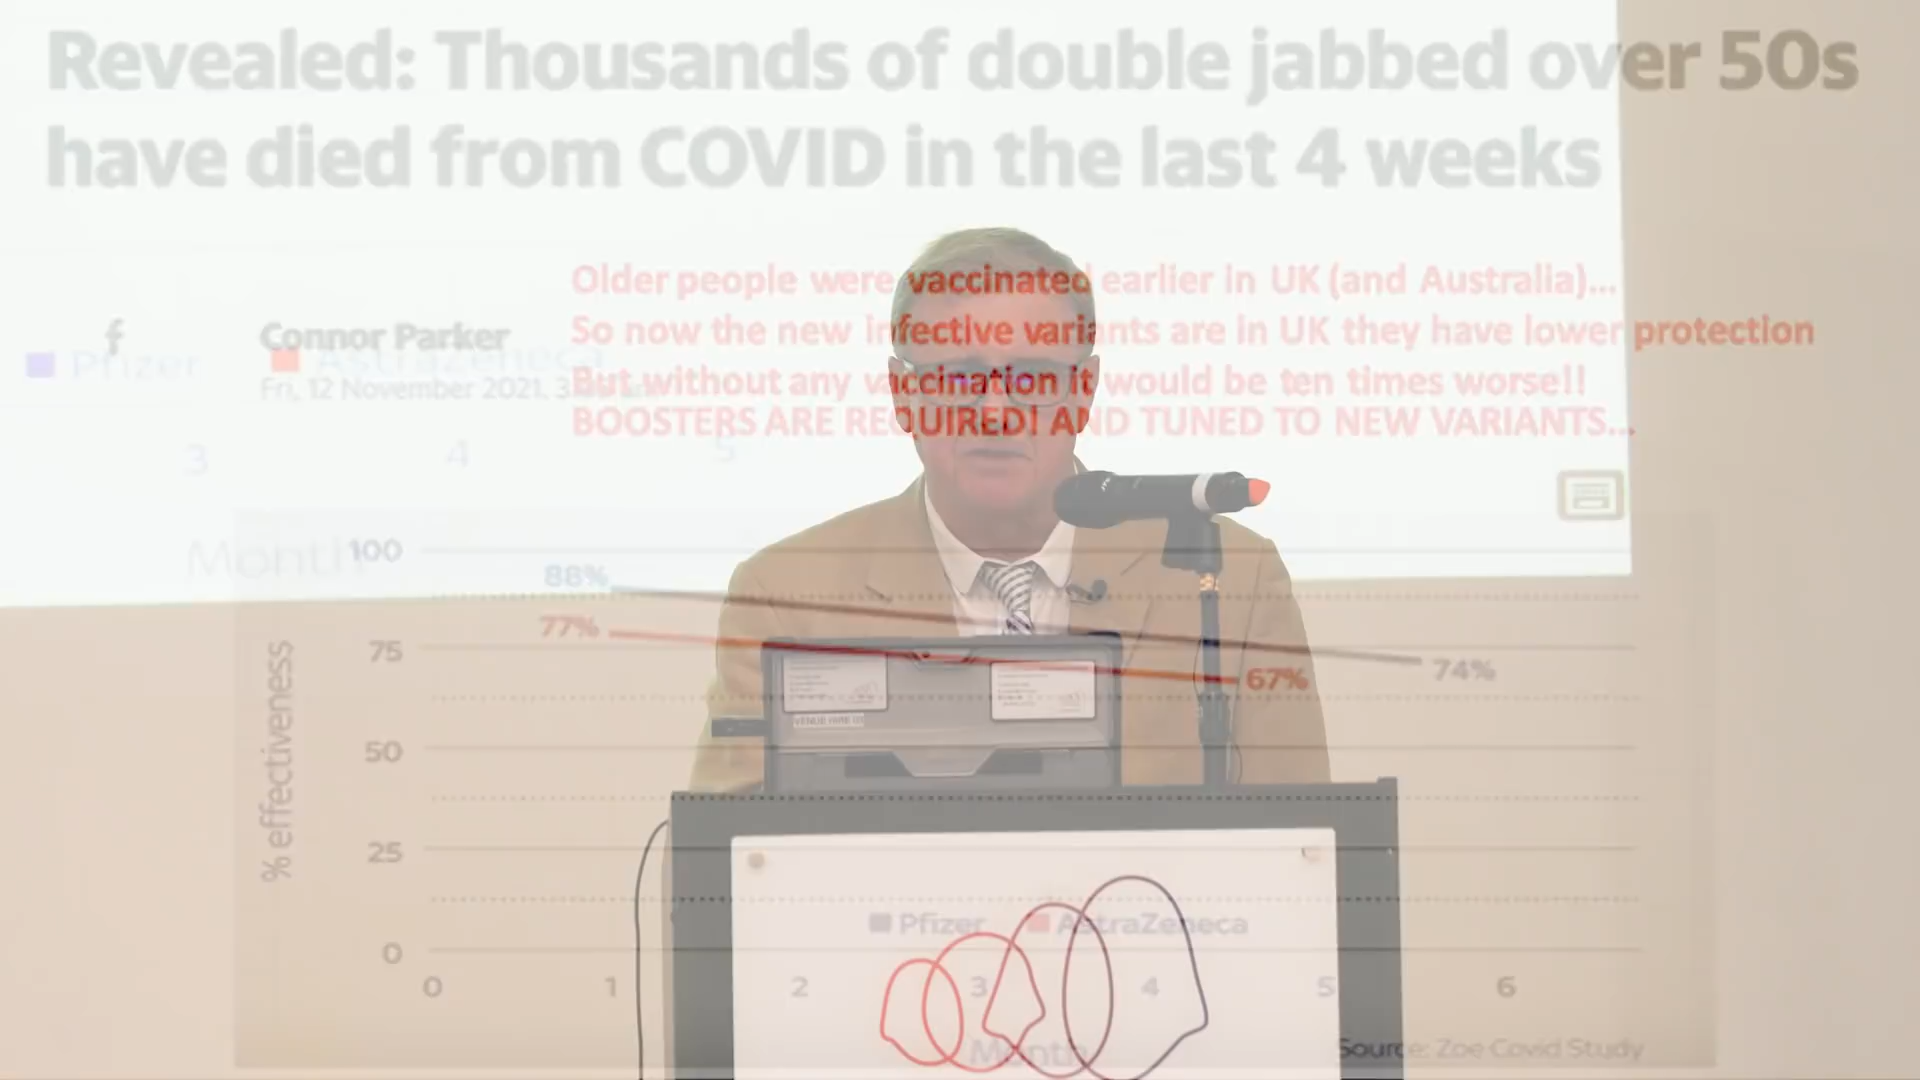 Revealed: Thousands of double jabbed over 50s
have died from COVID in the last 4 weeks
Older people were vaccinated earlier in UK (and Australia)...
So now the new infective variants are in UK they have lower protection
But without any vaccination it would be ten times worse!!
BOOSTERS ARE REQUIRED! AND TUNED TO NEW VARIANTS...
f
Connor Parker
Fri, 12 November 2021,
Pfizer
AstraZeneca
3 4 5
Month
100
88%
77%
75
67%
74%
50
25
0
% effectiveness
VENUE HIRE 03
Pfizer AstraZeneca
0 1 2 3 4 5 6
Month
Source: Zoe Covid Study